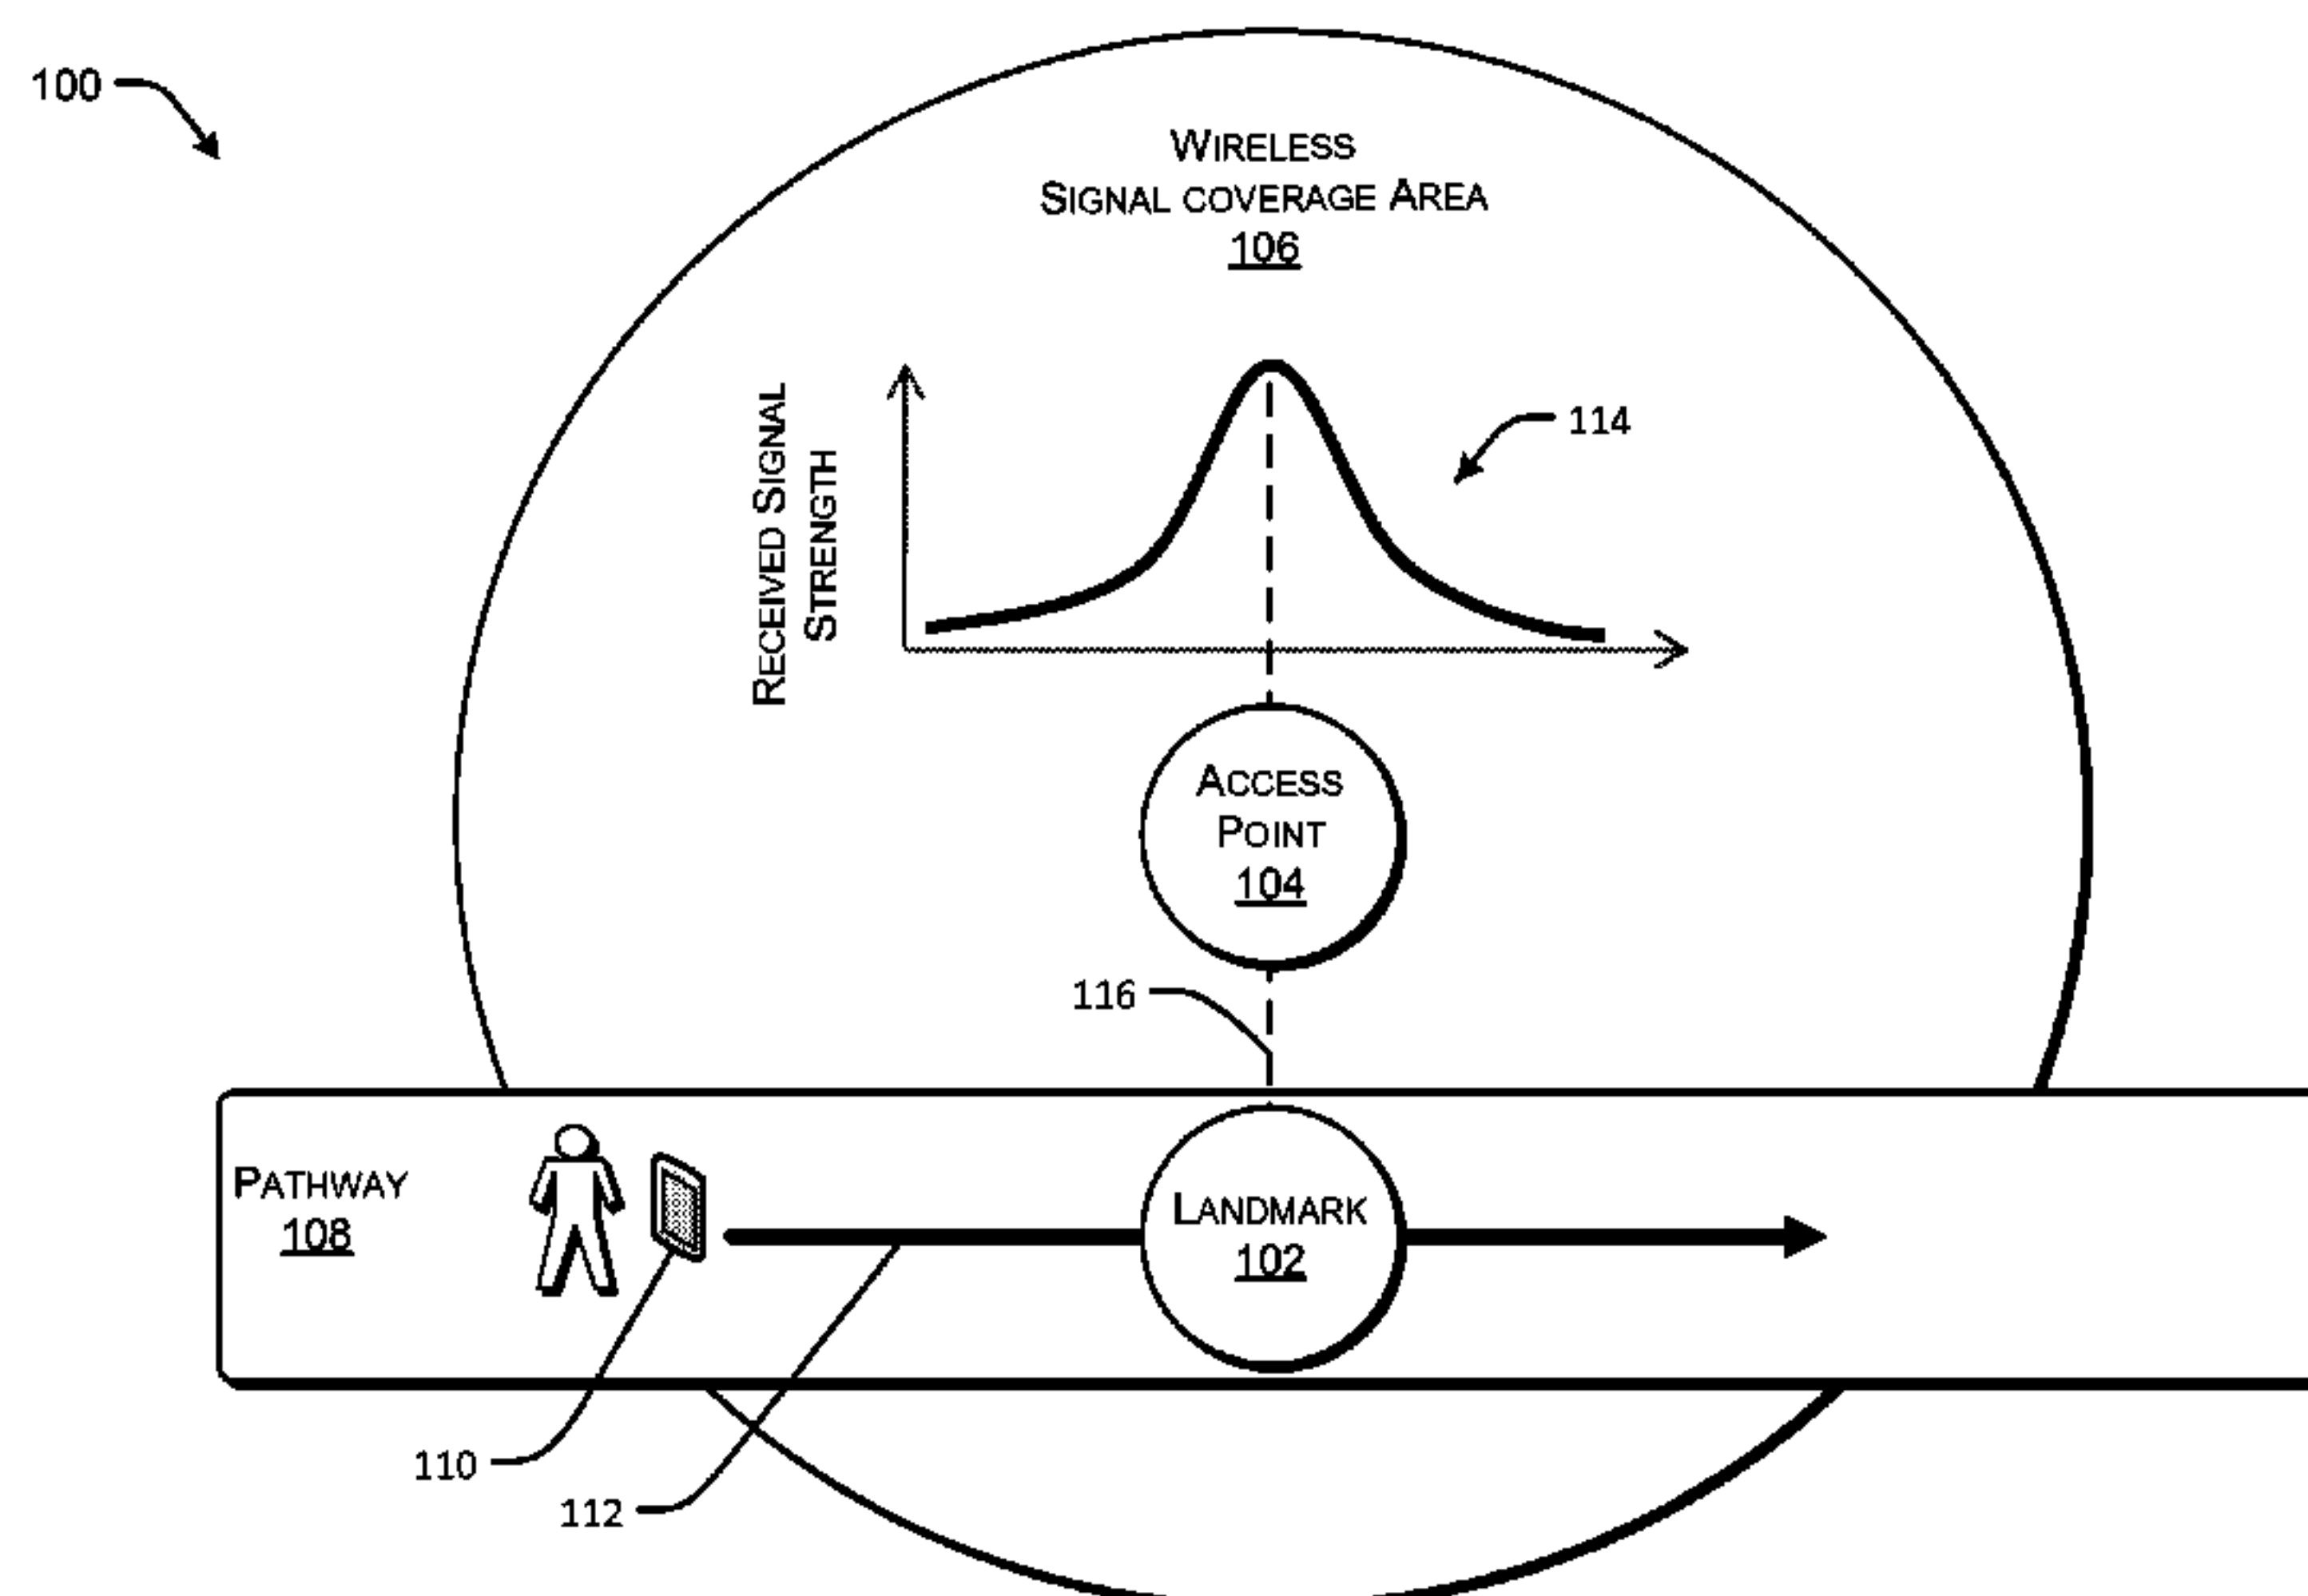 100
WIRELESS
SIGNAL COVERAGE AREA
106
RECEIVED SIGNAL
STRENGTH
114
ACCESS
POINT
104
116
PATHWAY
108
LANDMARK
102
110
112